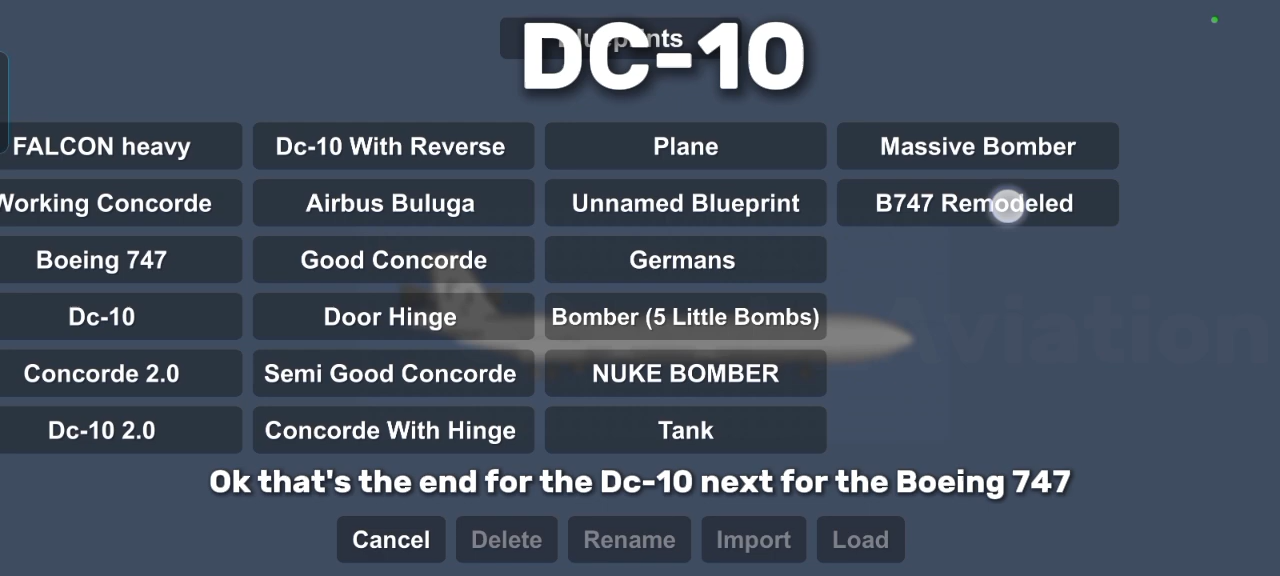 Blueprints
DC-10
FALCON heavy
Dc-10 With Reverse
Plane
Massive Bomber
Working Concorde
Airbus Buluga
Unnamed Blueprint
B747 Remodeled
Boeing 747
Good Concorde
Germans
Dc-10
Door Hinge
Bomber (5 Little Bombs)
Aviation
Concorde 2.0
Semi Good Concorde
NUKE BOMBER
Dc-10 2.0
Concorde With Hinge
Tank
Ok that's the end for the Dc-10 next for the Boeing 747
Cancel
Delete
Rename
Import
Load